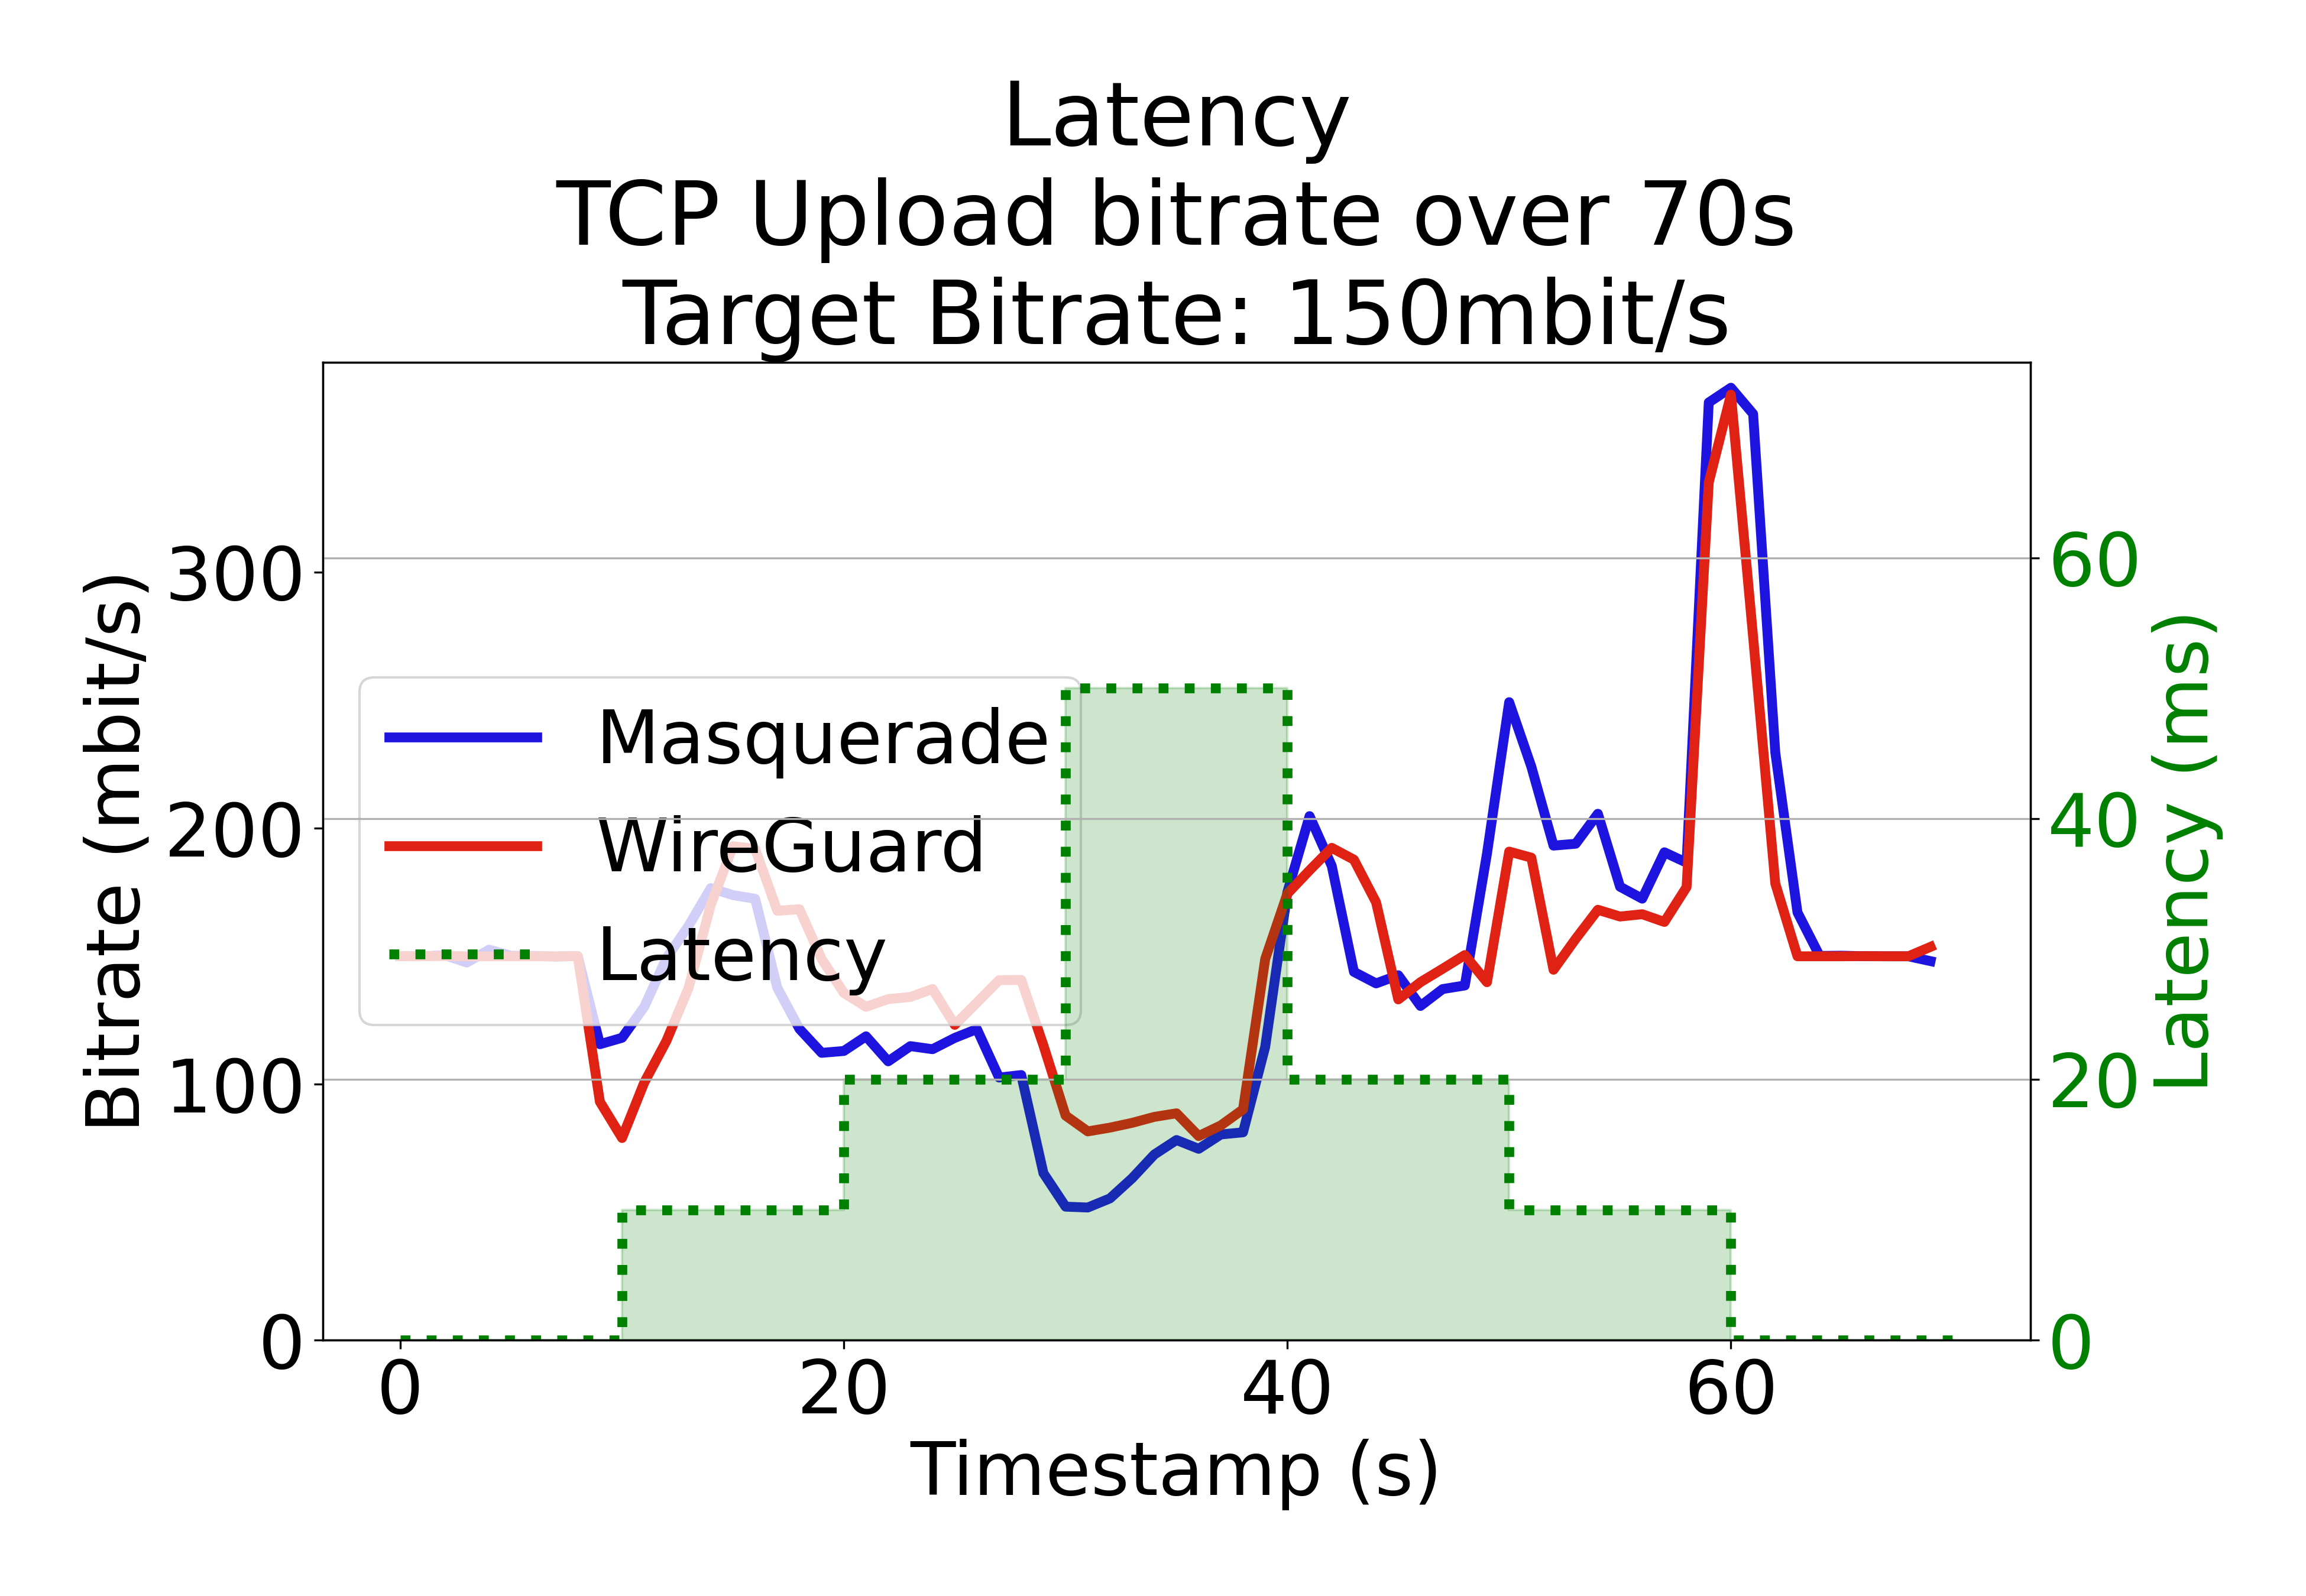 Latency
TCP Upload bitrate over 70s
Target Bitrate: 150mbit/s
Bitrate (mbit/s)
300
200
100
0
Masquerade
WireGuard
Latency
60
40
20
0
Latency (ms)
0 20 40 60
Timestamp (s)